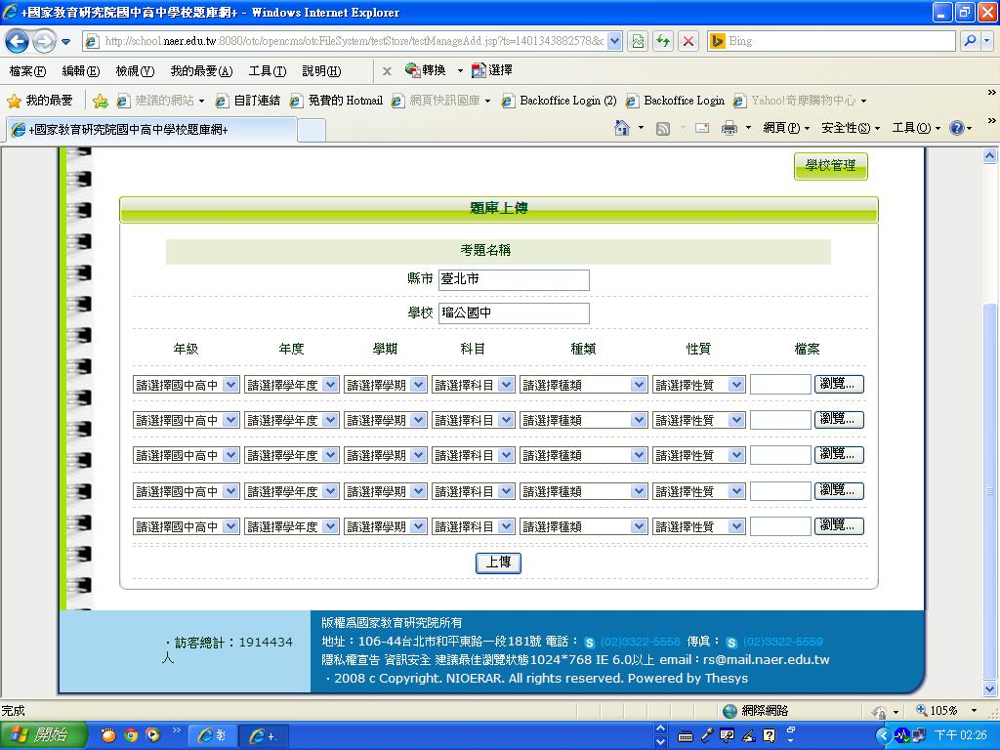 +國家教育研究院國中高中學校題庫網+ - Windows Internet Explorer
http://school.naer.edu.tw:8080/otc/opencms/otcFileSystem/testStore/testManageAdd.jsp?ts=1401343882578&c
Bing
檔案(F) 編輯(E) 檢視(V) 我的最愛(A) 工具(T) 說明(H) x 轉換 選擇
我的最愛 建議的網站 自訂連結 免費的 Hotmail 網頁快訊圖庫 Backoffice Login (2) Backoffice Login Yahoo!奇摩購物中心 »
+國家教育研究院國中高中學校題庫網+ 網頁(P) 安全性(S) 工具(O) »
學校管理
題庫上傳
考題名稱
縣市 臺北市
學校 瑠公國中
年級 年度 學期 科目 種類 性質 檔案
請選擇國中高中 請選擇學年度 請選擇學期 請選擇科目 請選擇種類 請選擇性質 瀏覽...
請選擇國中高中 請選擇學年度 請選擇學期 請選擇科目 請選擇種類 請選擇性質 瀏覽...
請選擇國中高中 請選擇學年度 請選擇學期 請選擇科目 請選擇種類 請選擇性質 瀏覽...
請選擇國中高中 請選擇學年度 請選擇學期 請選擇科目 請選擇種類 請選擇性質 瀏覽...
請選擇國中高中 請選擇學年度 請選擇學期 請選擇科目 請選擇種類 請選擇性質 瀏覽...
上傳
‧訪客總計：1914434
人
版權為國家教育研究院所有
地址：106-44台北市和平東路一段181號 電話： (02)3322-5558 傳真： (02)3322-5559
隱私權宣告 資訊安全 建議最佳瀏覽狀態1024*768 IE 6.0以上 email：rs@mail.naer.edu.tw
‧2008 c Copyright. NIOERAR. All rights reserved. Powered by Thesys
完成 網際網路 105%
開始 » 教 +. 下午 02:26